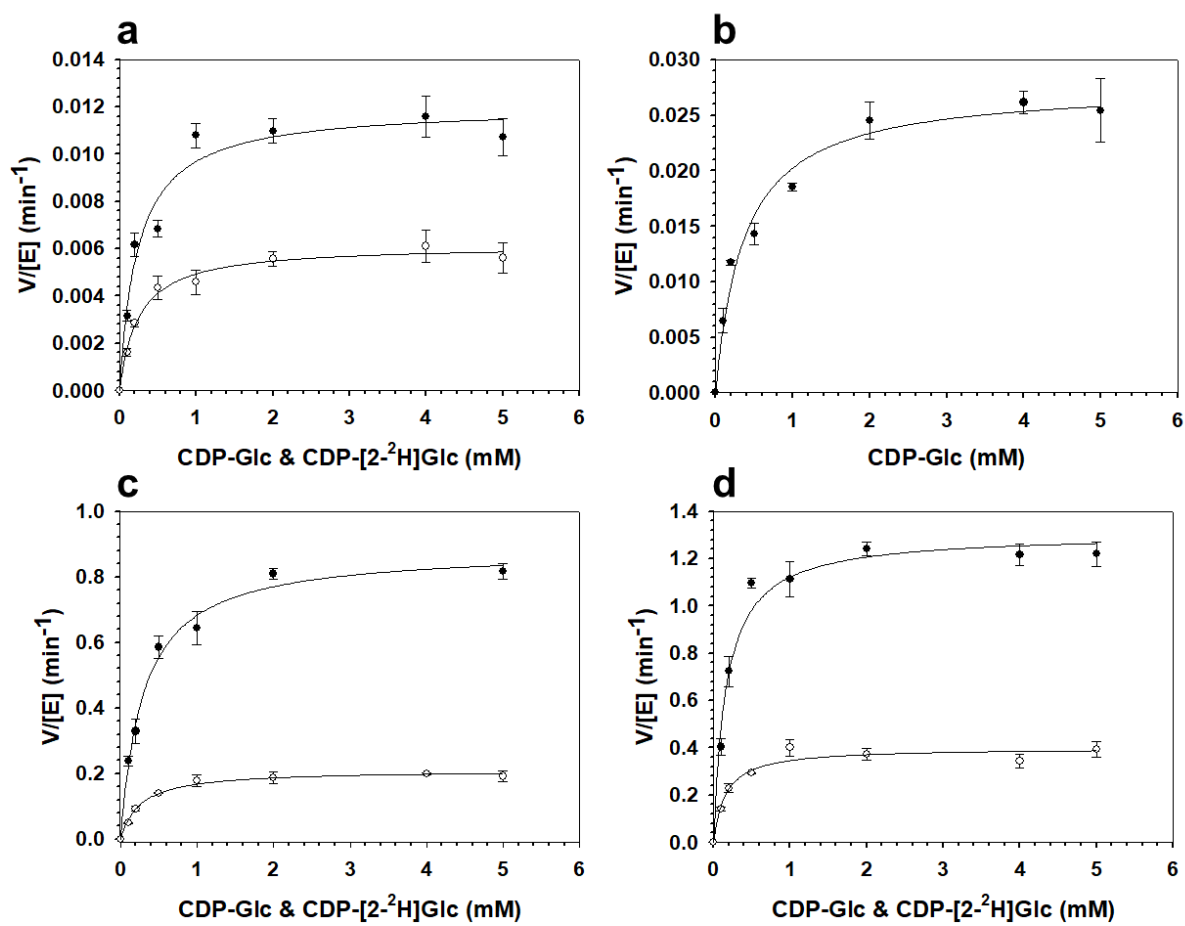 a
0.014
0.012
0.010
0.008
0.006
0.004
0.002
0.000
V/[E] (min⁻¹)
0 1 2 3 4 5 6
CDP-Glc & CDP-[2-²H]Glc (mM)
b
0.030
0.025
0.020
0.015
0.010
0.005
0.000
V/[E] (min⁻¹)
0 1 2 3 4 5 6
CDP-Glc (mM)
c
1.0
0.8
0.6
0.4
0.2
0.0
V/[E] (min⁻¹)
0 1 2 3 4 5 6
CDP-Glc & CDP-[2-²H]Glc (mM)
d
1.4
1.2
1.0
0.8
0.6
0.4
0.2
0.0
V/[E] (min⁻¹)
0 1 2 3 4 5 6
CDP-Glc & CDP-[2-²H]Glc (mM)